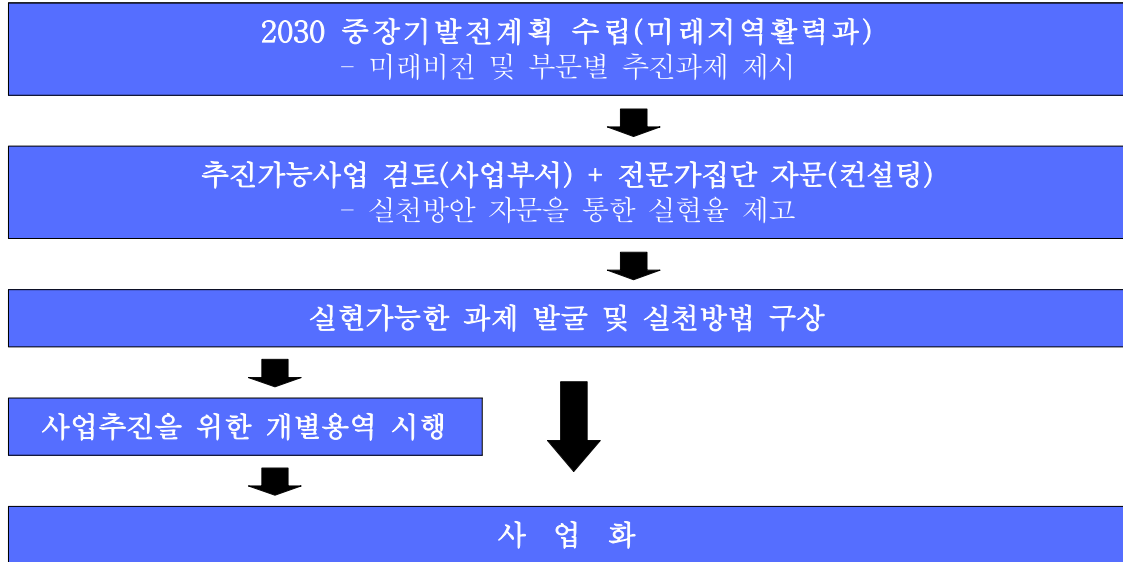 2030 중장기발전계획 수립(미래지역활력과)
- 미래비전 및 부문별 추진과제 제시
추진가능사업 검토(사업부서) + 전문가집단 자문(컨설팅)
- 실천방안 자문을 통한 실현율 제고
실현가능한 과제 발굴 및 실천방법 구상
사업추진을 위한 개별용역 시행
사 업 화